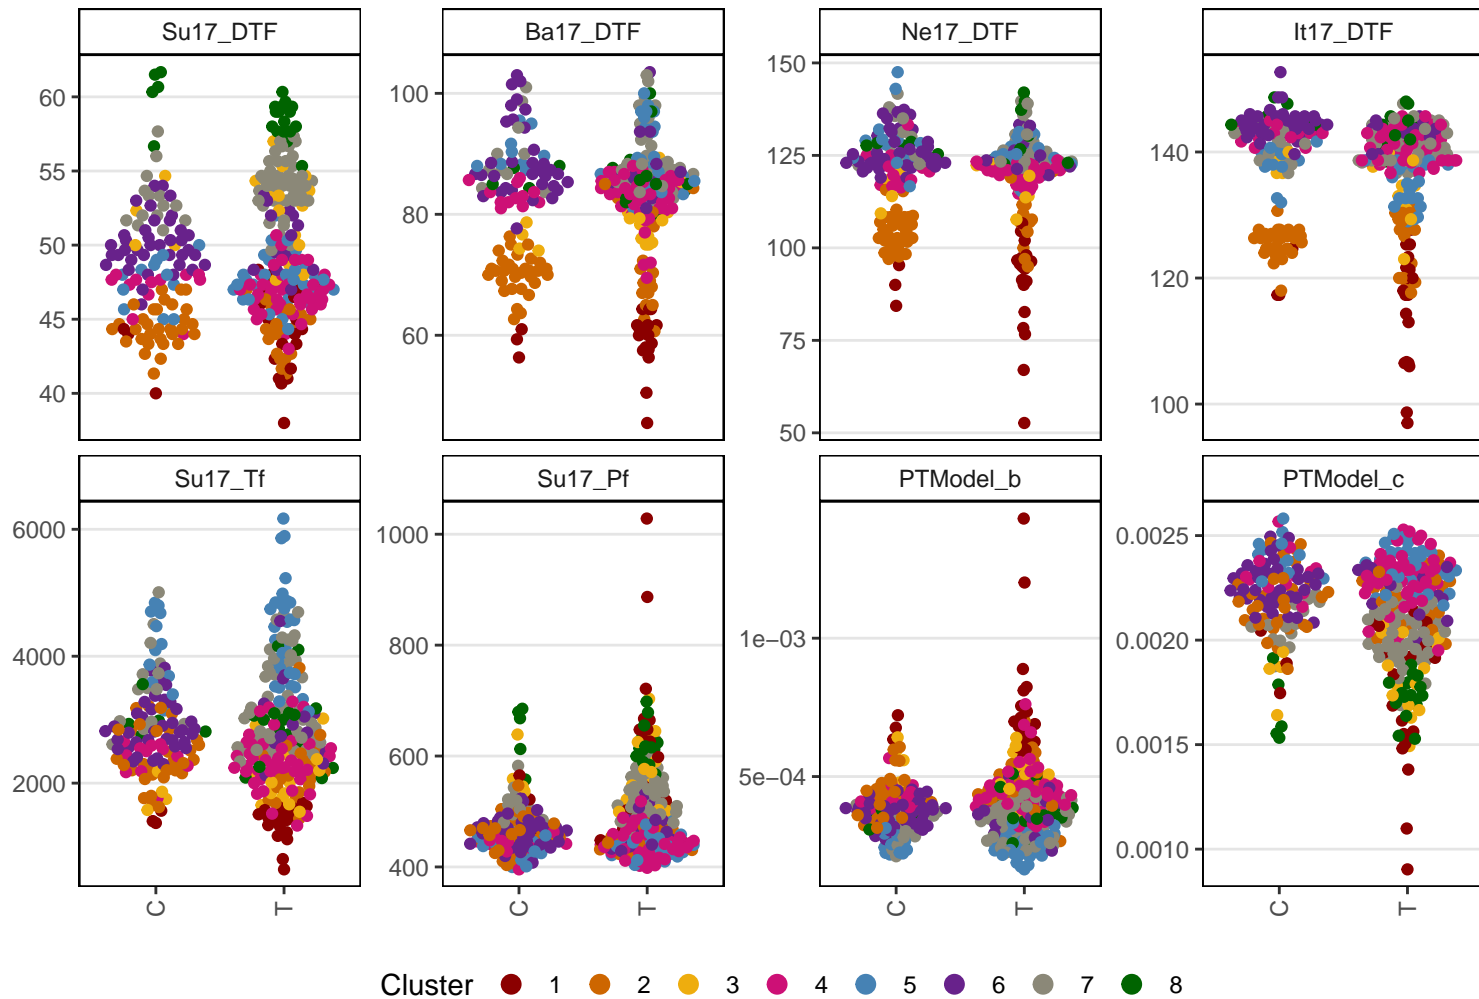 Su17_DTF Ba17_DTF Ne17_DTF It17_DTF
60 55 50 45 40
100 80 60
150 125 100 75 50
140 120 100
Su17_Tf Su17_Pf PTModel_b PTModel_c
6000 4000 2000
1000 800 600 400
1e−03 5e−04
0.0025 0.0020 0.0015 0.0010
C T C T C T C T
Cluster 1 2 3 4 5 6 7 8